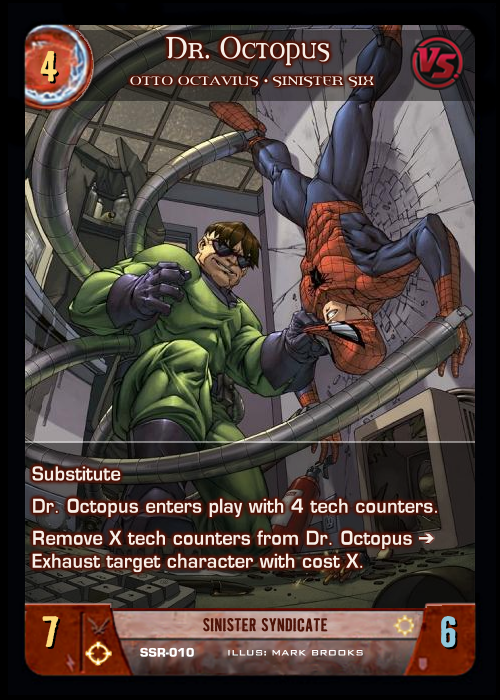 4
Dr. Octopus
VS
Otto Octavius • Sinister Six
Substitute
Dr. Octopus enters play with 4 tech counters.
Remove X tech counters from Dr. Octopus ➔
Exhaust target character with cost X.
7
SINISTER SYNDICATE
6
SSR-010 ILLUS: MARK BROOKS